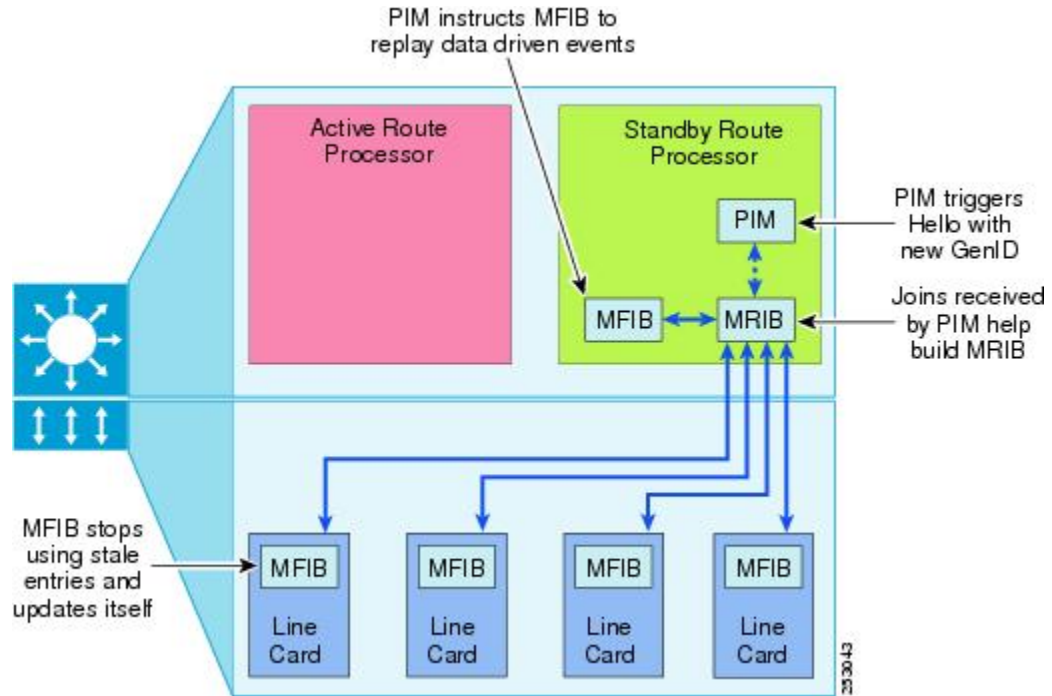 PIM instructs MFIB to
replay data driven events
Active Route
Processor
Standby Route
Processor
PIM
PIM triggers
Hello with
new GenID
MFIB
MRIB
Joins received
by PIM help
build MRIB
MFIB stops
using stale
entries and
updates itself
MFIB
Line
Card
MFIB
Line
Card
MFIB
Line
Card
MFIB
Line
Card
253043